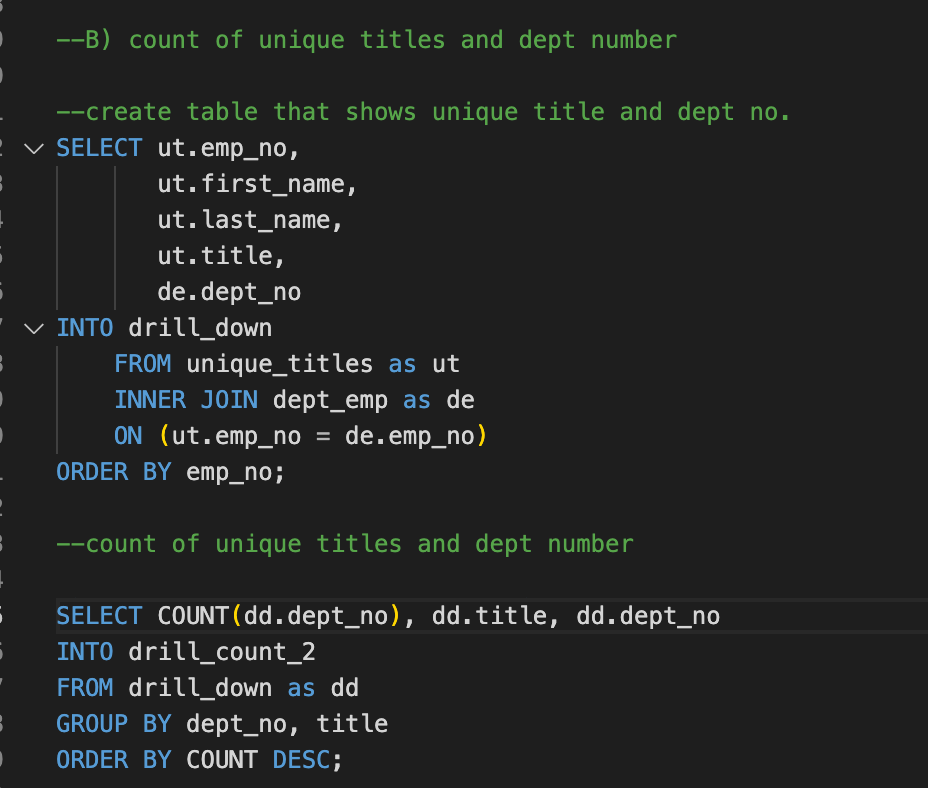 --B) count of unique titles and dept number
--create table that shows unique title and dept no.
SELECT ut.emp_no,
ut.first_name,
ut.last_name,
ut.title,
de.dept_no
INTO drill_down
FROM unique_titles as ut
INNER JOIN dept_emp as de
ON (ut.emp_no = de.emp_no)
ORDER BY emp_no;
--count of unique titles and dept number
SELECT COUNT(dd.dept_no), dd.title, dd.dept_no
INTO drill_count_2
FROM drill_down as dd
GROUP BY dept_no, title
ORDER BY COUNT DESC;